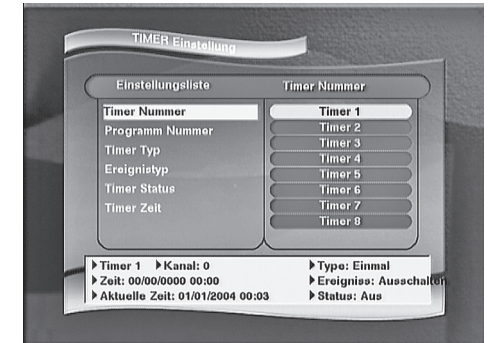 TIMER Einstellung
Einstellungsliste
Timer Nummer
Timer Nummer
Programm Nummer
Timer Typ
Ereignistyp
Timer Status
Timer Zeit
Timer 1
Timer 2
Timer 3
Timer 4
Timer 5
Timer 6
Timer 7
Timer 8
Timer 1 Kanal: 0
Type: Einmal
Zeit: 00/00/0000 00:00
Ereigniss: Ausschalten
Aktuelle Zeit: 01/01/2004 00:03
Status: Aus